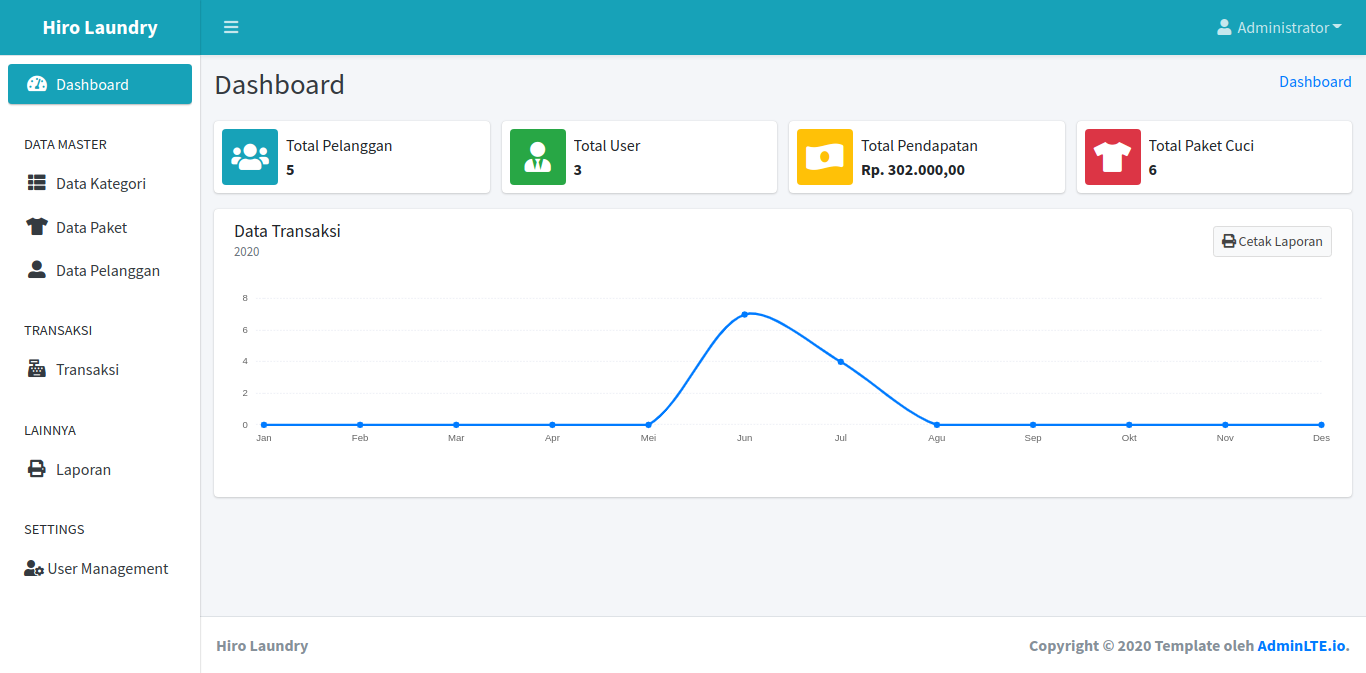 Hiro Laundry
Administrator
Dashboard
DATA MASTER
Data Kategori
Data Paket
Data Pelanggan
TRANSAKSI
Transaksi
LAINNYA
Laporan
SETTINGS
User Management
Dashboard
Dashboard
Total Pelanggan
5
Total User
3
Total Pendapatan
Rp. 302.000,00
Total Paket Cuci
6
Data Transaksi
2020
Cetak Laporan
8
6
4
2
0
Jan Feb Mar Apr Mei Jun Jul Agu Sep Okt Nov Des
Hiro Laundry
Copyright © 2020 Template oleh AdminLTE.io.